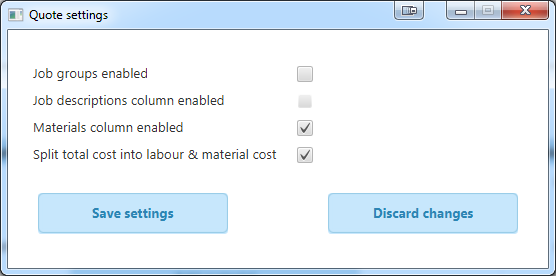 Quote settings
Job groups enabled
Job descriptions column enabled
Materials column enabled
Split total cost into labour & material cost
Save settings
Discard changes